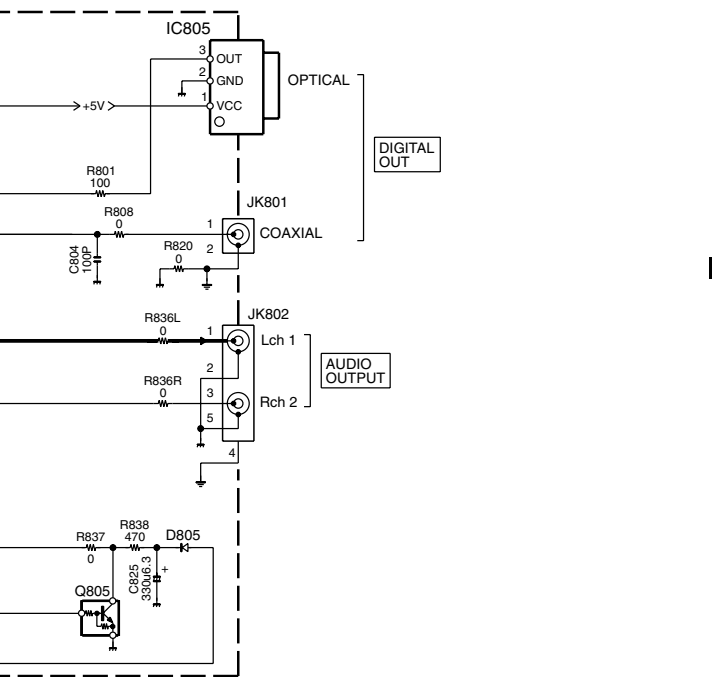 IC805
3
OUT
2
GND
1
VCC
OPTICAL
+5V
DIGITAL
OUT
R801
100
JK801
R808
0
1
COAXIAL
2
C804
100P
R820
0
JK802
R836L
0
1
Lch 1
2
AUDIO
OUTPUT
R836R
0
3
Rch 2
5
4
R837
0
R838
470
D805
C825
330u6.3
+
Q805